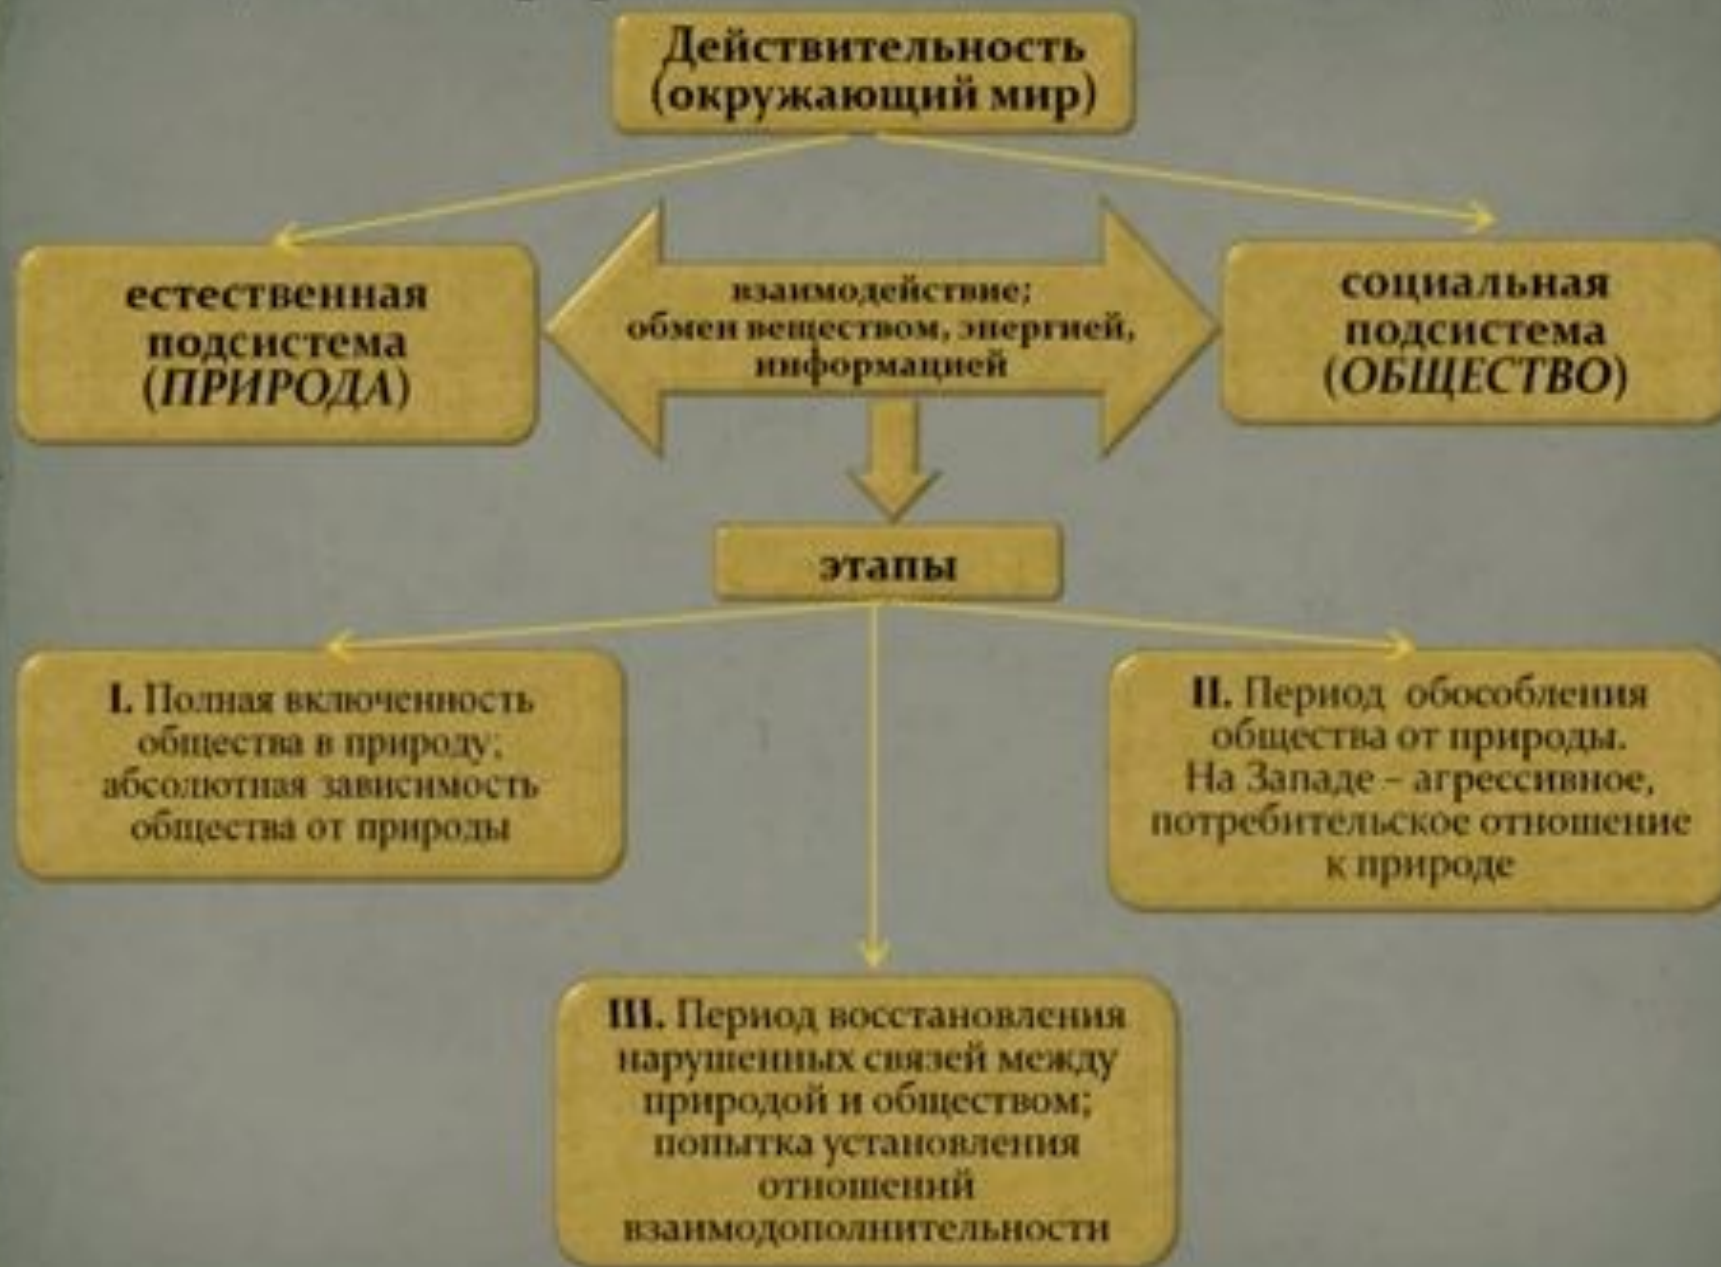 Действительность
(окружающий мир)
естественная
подсистема
(ПРИРОДА)
взаимодействие;
обмен веществом, энергией,
информацией
социальная
подсистема
(ОБЩЕСТВО)
этапы
I. Полная включенность
общества в природу;
абсолютная зависимость
общества от природы
II. Период обособления
общества от природы.
На Западе – агрессивное,
потребительское отношение
к природе
III. Период восстановления
нарушенных связей между
природой и обществом;
попытка установления
отношений
взаимодополнительности